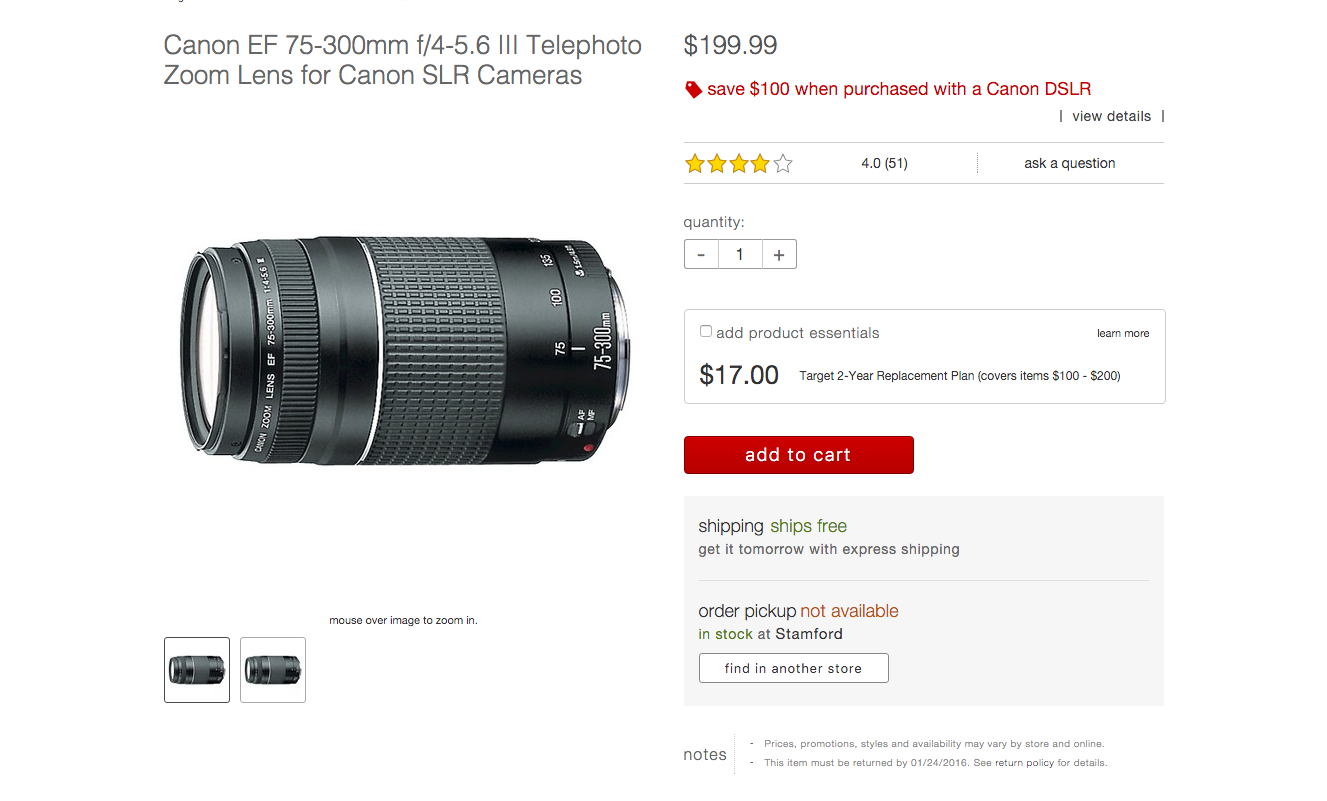 Canon EF 75-300mm f/4-5.6 III Telephoto
Zoom Lens for Canon SLR Cameras
$199.99
save $100 when purchased with a Canon DSLR
| view details |
4.0 (51)
ask a question
quantity:
- 1 +
add product essentials
learn more
$17.00 Target 2-Year Replacement Plan (covers items $100 - $200)
add to cart
shipping ships free
get it tomorrow with express shipping
order pickup not available
in stock at Stamford
find in another store
CANON ZOOM LENS EF 75-300mm 1:4-5.6 III
75 100 135
75-300mm
AF
MF
mouse over image to zoom in.
notes
- Prices, promotions, styles and availability may vary by store and online.
- This item must be returned by 01/24/2016. See return policy for details.